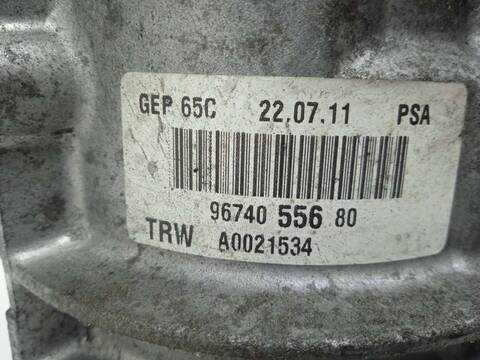 GEP 65C 22.07.11 PSA
96740 556 80
TRW A0021534